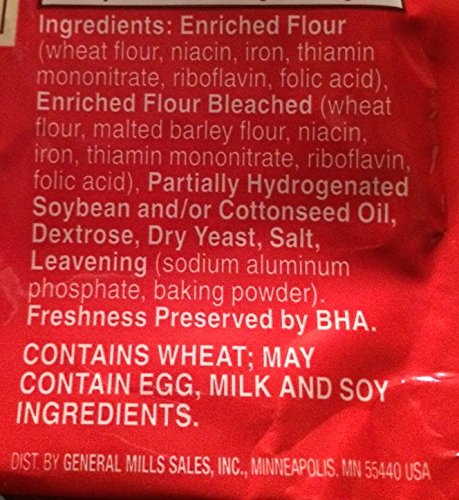 Ingredients: Enriched Flour
(wheat flour, niacin, iron, thiamin
mononitrate, riboflavin, folic acid),
Enriched Flour Bleached (wheat
flour, malted barley flour, niacin,
iron, thiamin mononitrate, riboflavin,
folic acid), Partially Hydrogenated
Soybean and/or Cottonseed Oil,
Dextrose, Dry Yeast, Salt,
Leavening (sodium aluminum
phosphate, baking powder).
Freshness Preserved by BHA.
CONTAINS WHEAT; MAY
CONTAIN EGG, MILK AND SOY
INGREDIENTS.
DIST. BY GENERAL MILLS SALES, INC., MINNEAPOLIS, MN 55440 USA